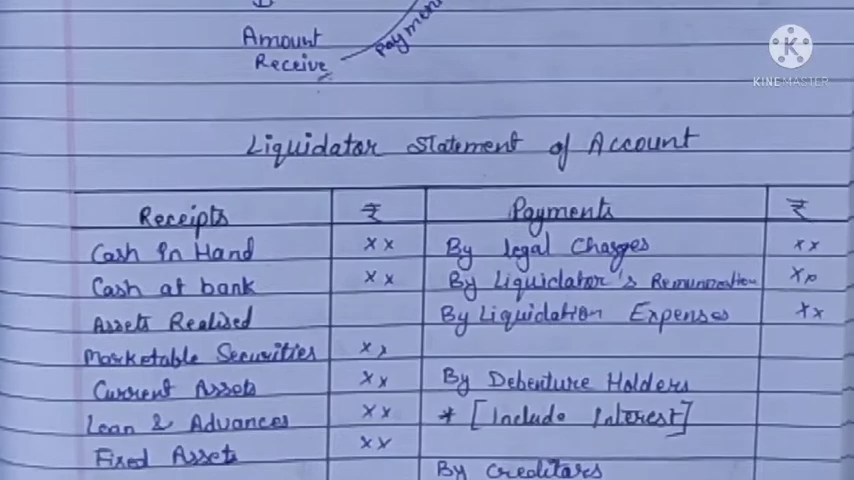 Amount
Receive
Payment
K
KINEMASTER
Liquidator Statement of Account
Receipts ₹ Payments ₹
Cash In Hand xx By legal Charges xx
Cash at bank xx By Liquidator's Remuneration
Assets Realised By Liquidation Expenses xx
Marketable Securities xx
Current Assets xx By Debenture Holders
Loan & Advances xx * [Include Interest]
Fixed Assets xx
By Creditors